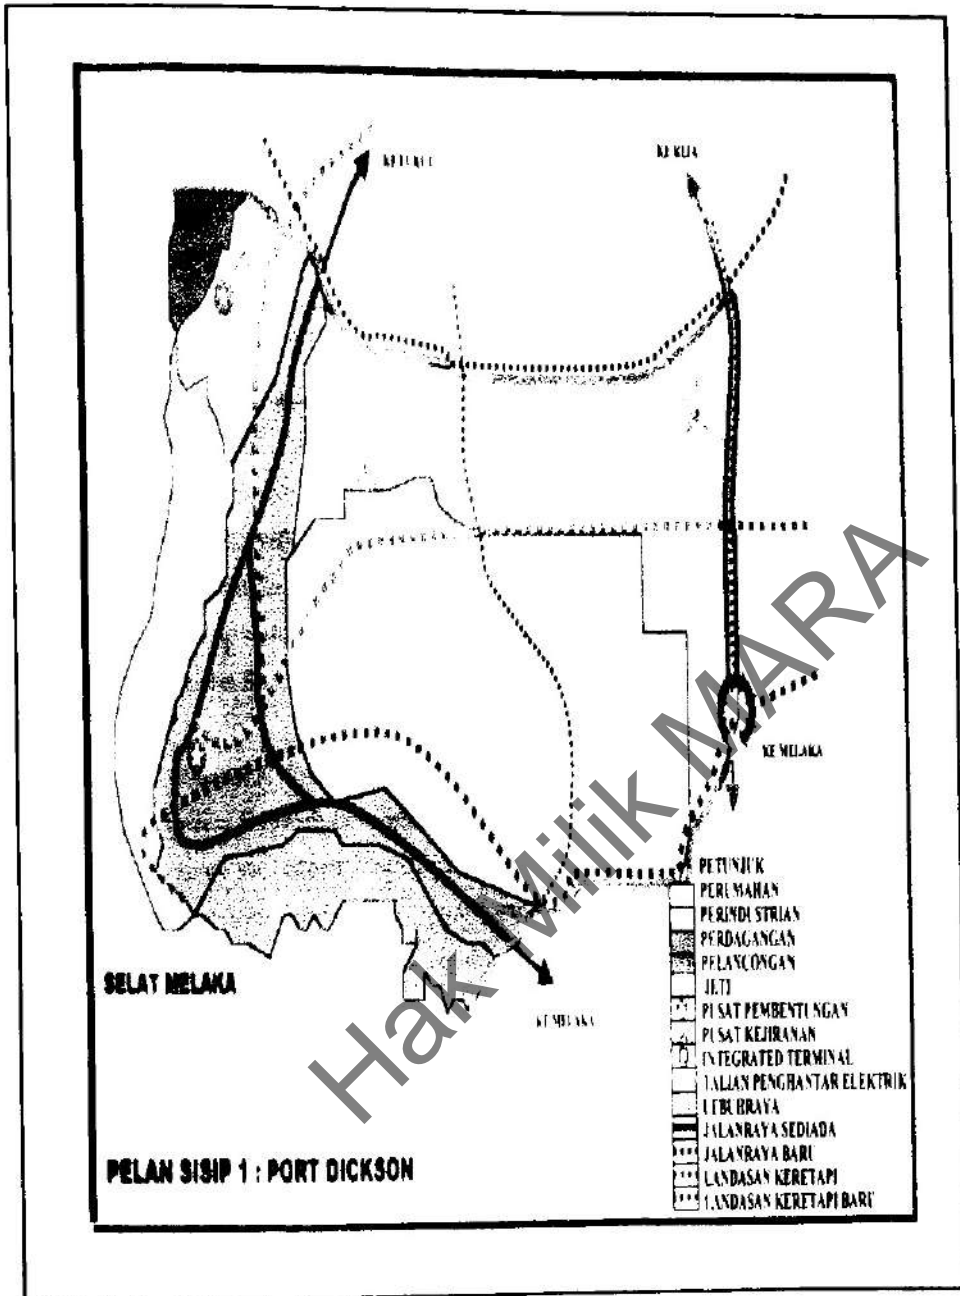 KE KLIA
KE MELAKA
PETUNJUK
PERUMAHAN
PERINDUSTRIAN
PERDAGANGAN
PELANCONGAN
JETI
PUSAT PEMBENTUNGAN
PUSAT KEJIRANAN
INTEGRATED TERMINAL
TALIAN PENGHANTAR ELEKTRIK
LEBUHRAYA
JALANRAYA SEDIADA
JALANRAYA BARU
LANDASAN KERETAPI
LANDASAN KERETAPI BARU
SELAT MELAKA
KE MELAKA
PELAN SISIP 1 : PORT DICKSON
Hak Milik MARA